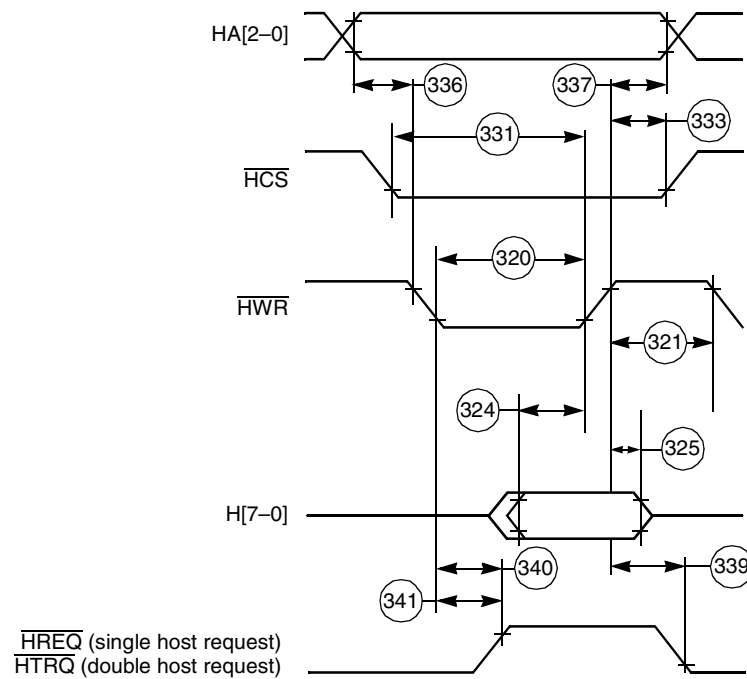 HA[2–0]
336
337
333
331
HCS
320
HWR
321
324
325
H[7–0]
340
339
341
HREQ (single host request)
HTRQ (double host request)